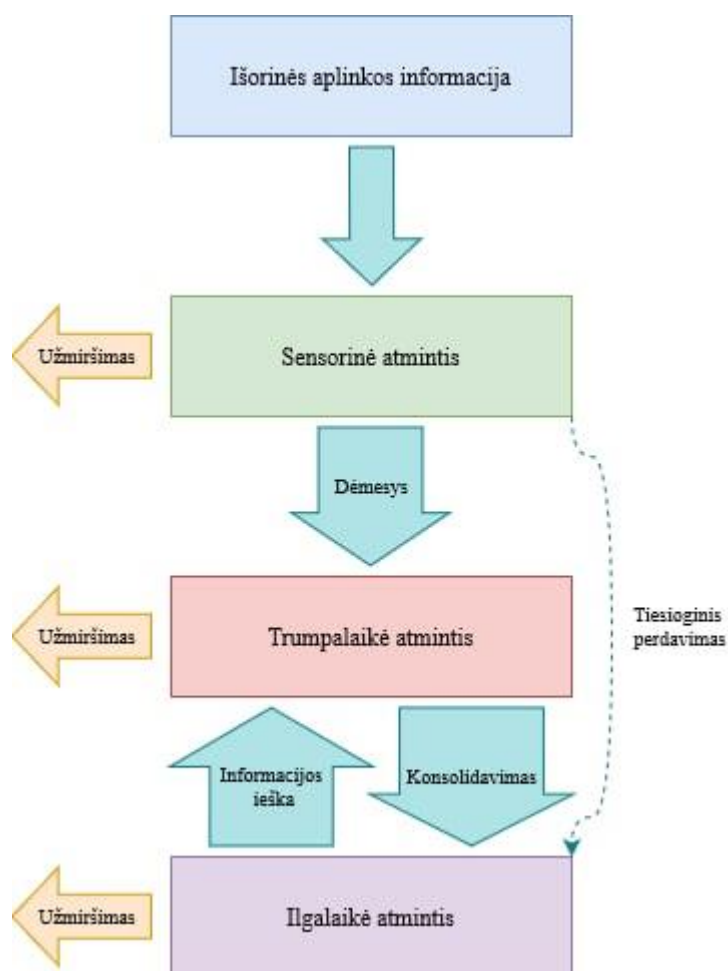 Išorinės aplinkos informacija
Užmiršimas
Sensorinė atmintis
Dėmesys
Užmiršimas
Trumpalaikė atmintis
Tiesioginis
perdavimas
Informacijos
ieška
Konsolidavimas
Užmiršimas
Ilgalaikė atmintis